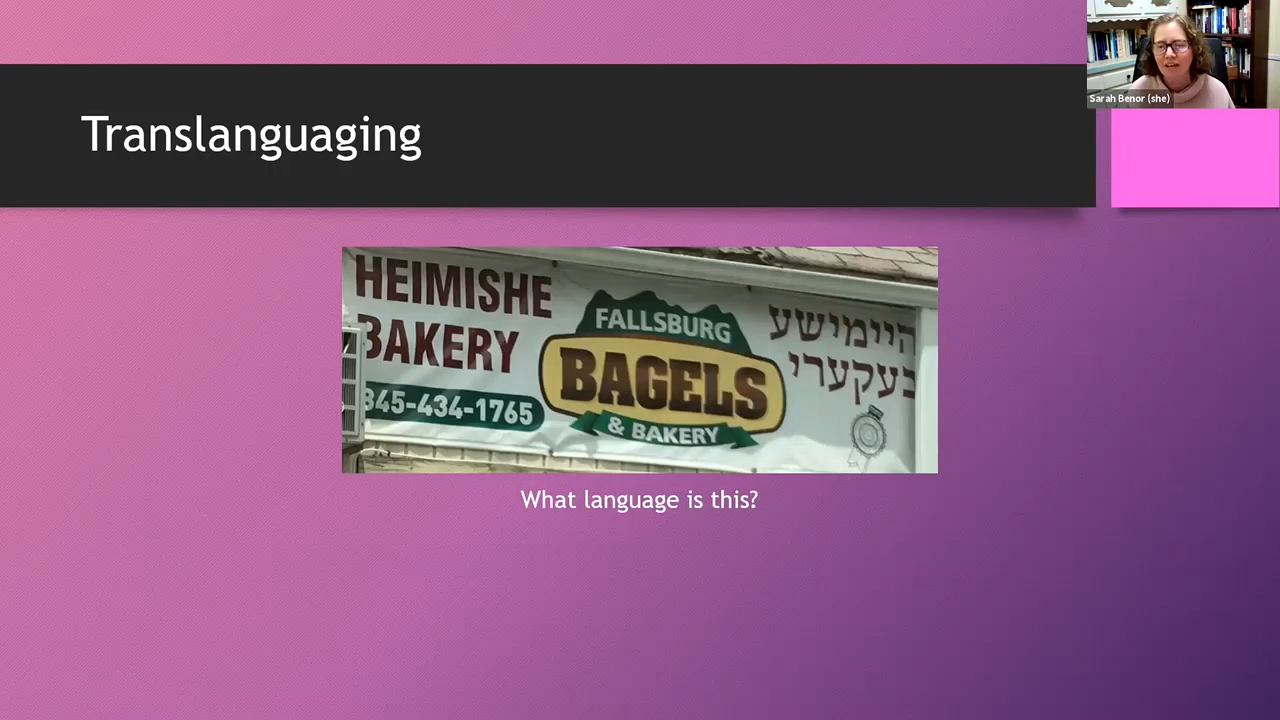 Sarah Benor (she)
Translanguaging
HEIMISHE
BAKERY
845-434-1765
FALLSBURG
BAGELS
& BAKERY
היימישע
בעקערי
What language is this?